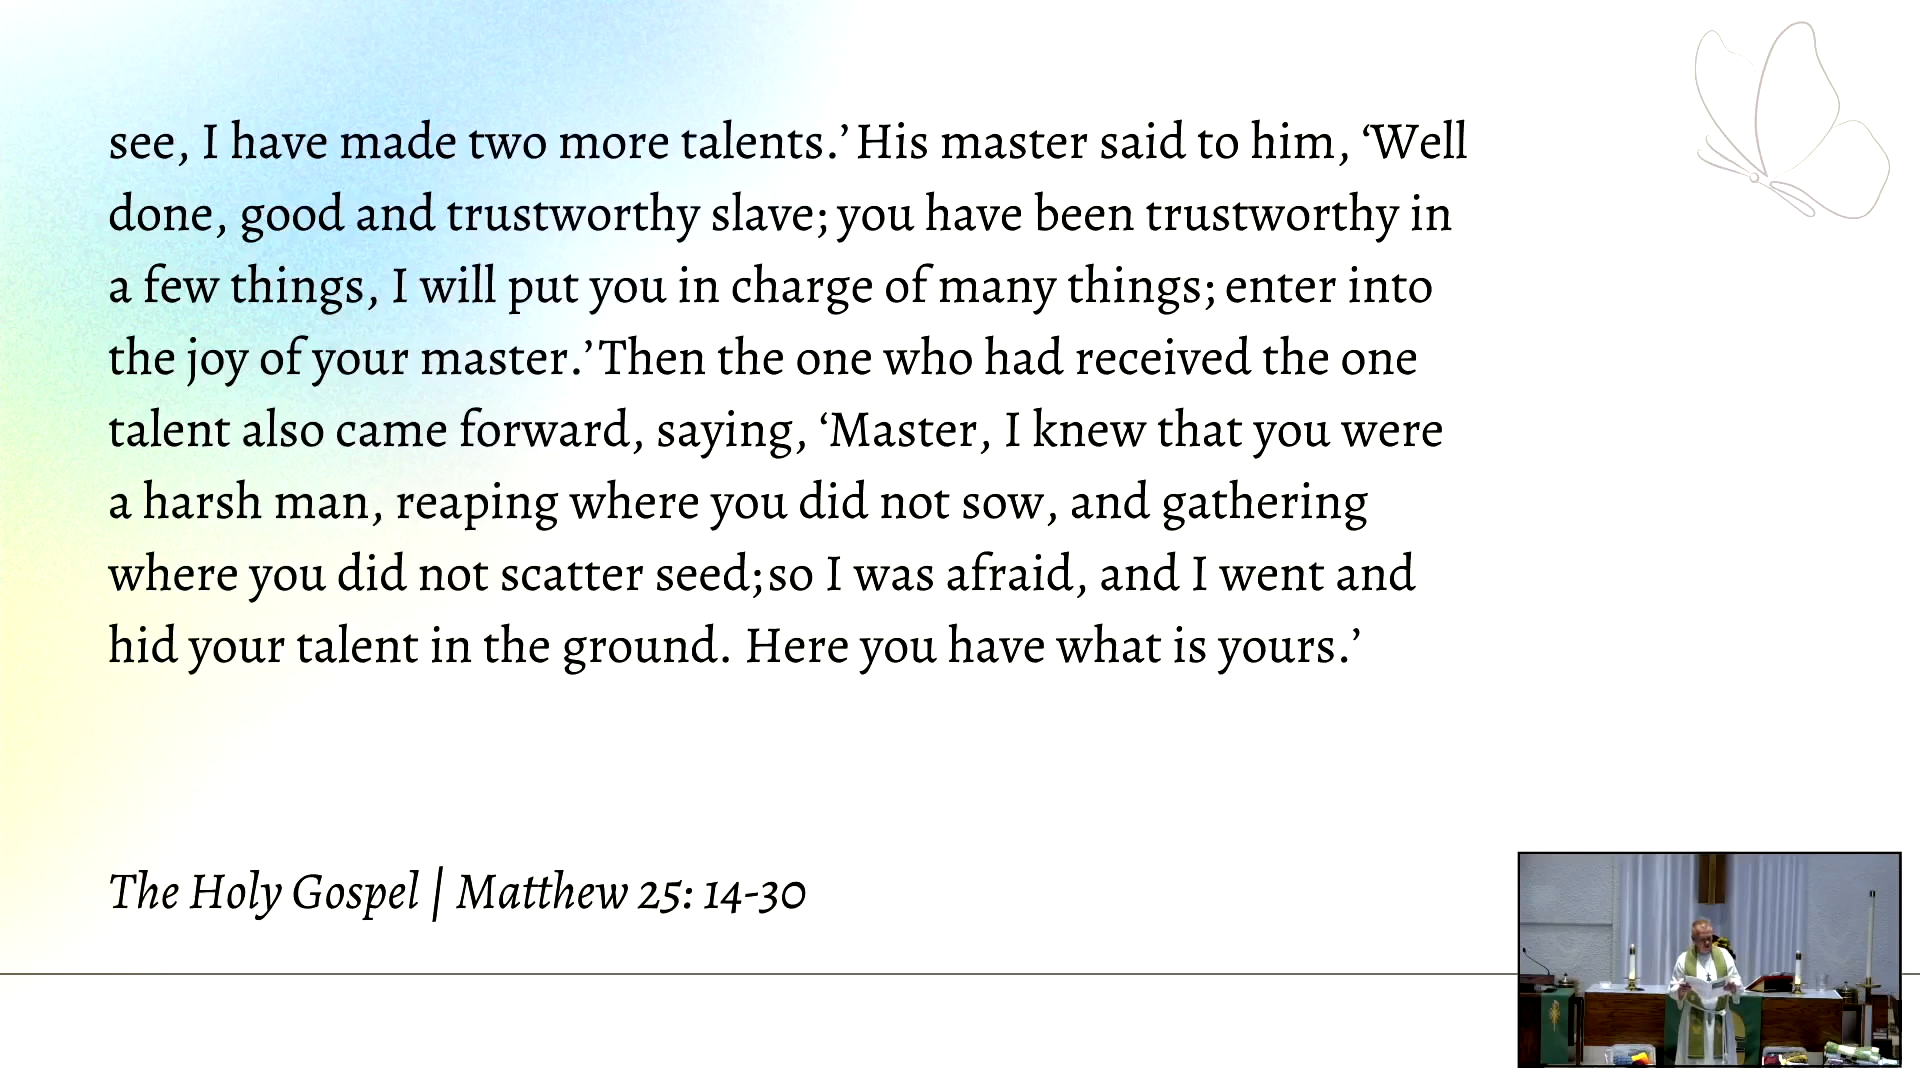 see, I have made two more talents.’ His master said to him, ‘Well
done, good and trustworthy slave; you have been trustworthy in
a few things, I will put you in charge of many things; enter into
the joy of your master.’ Then the one who had received the one
talent also came forward, saying, ‘Master, I knew that you were
a harsh man, reaping where you did not sow, and gathering
where you did not scatter seed;so I was afraid, and I went and
hid your talent in the ground. Here you have what is yours.’
The Holy Gospel | Matthew 25: 14-30